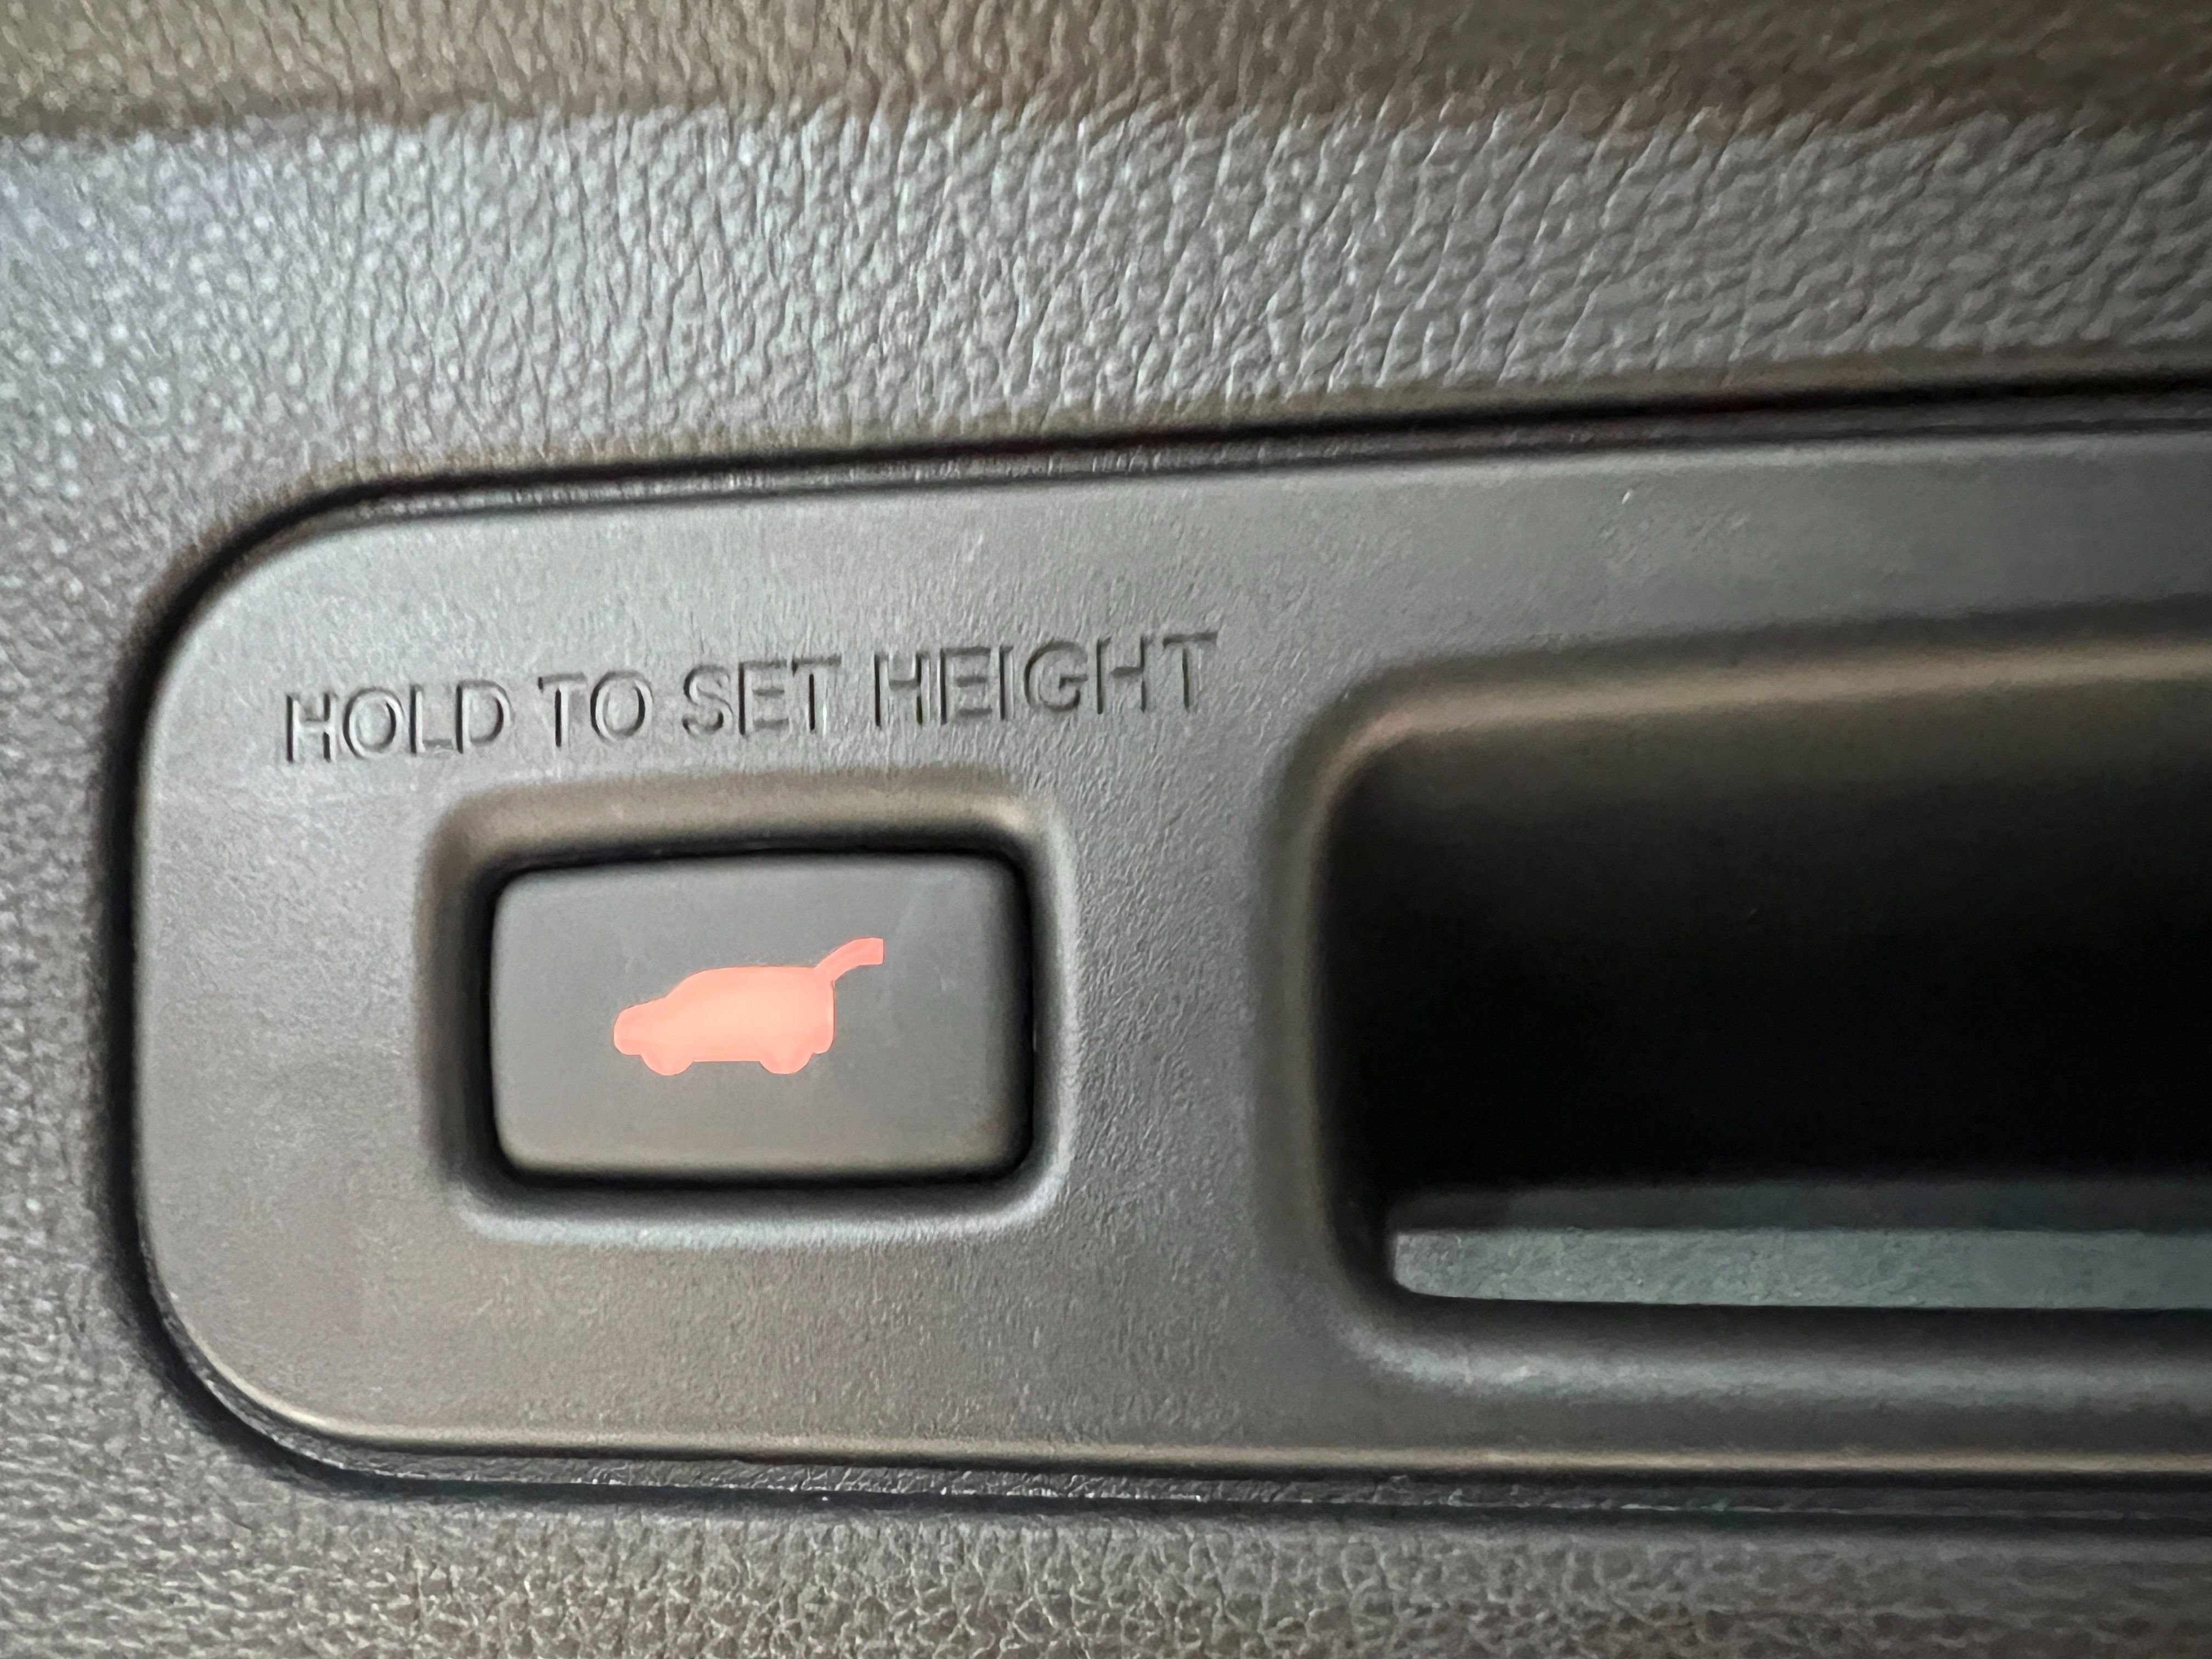 HOLD TO SET HEIGHT